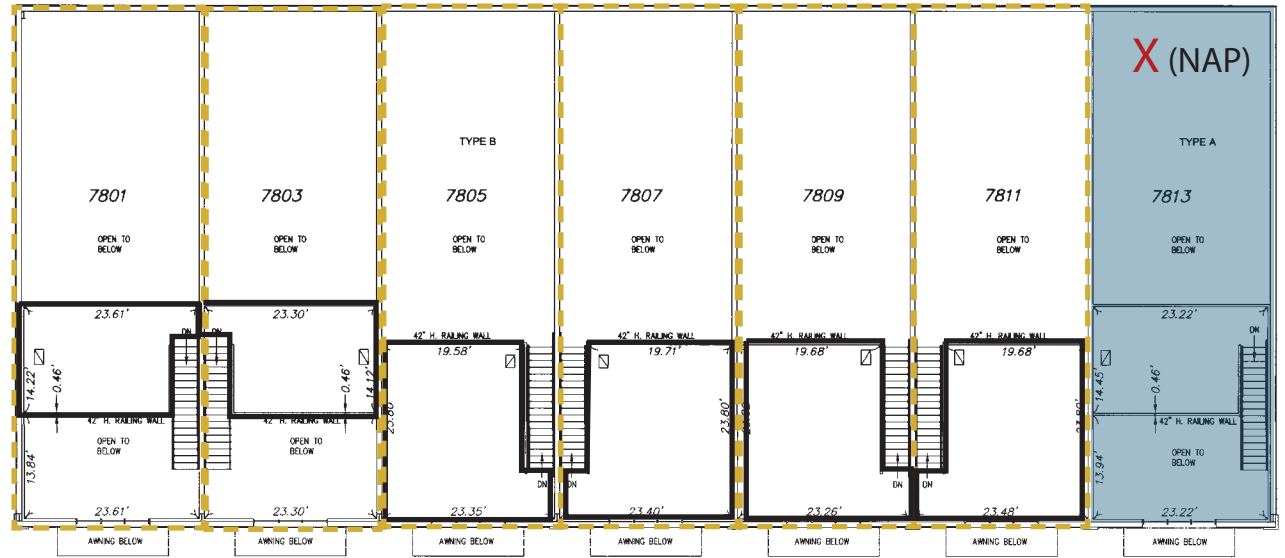 X (NAP)
TYPE B
TYPE A
7801
7803
7805
7807
7809
7811
7813
OPEN TO
BELOW
OPEN TO
BELOW
OPEN TO
BELOW
OPEN TO
BELOW
OPEN TO
BELOW
OPEN TO
BELOW
OPEN TO
BELOW
23.61'
23.30'
23.22'
DN
DN
DN
42" H. RAILING WALL
42" H. RAILING WALL
42" H. RAILING WALL
42" H. RAILING WALL
19.58'
19.71'
19.68'
19.68'
14.22'
0.46'
0.46'
14.12'
14.45'
0.46'
23.80'
23.80'
23.80'
42" H. RAILING WALL
42" H. RAILING WALL
OPEN TO
BELOW
OPEN TO
BELOW
OPEN TO
BELOW
13.84'
13.94'
DN
DN
DN
DN
23.61'
23.30'
23.35'
23.40'
23.26'
23.48'
23.22'
AWNING BELOW
AWNING BELOW
AWNING BELOW
AWNING BELOW
AWNING BELOW
AWNING BELOW
AWNING BELOW